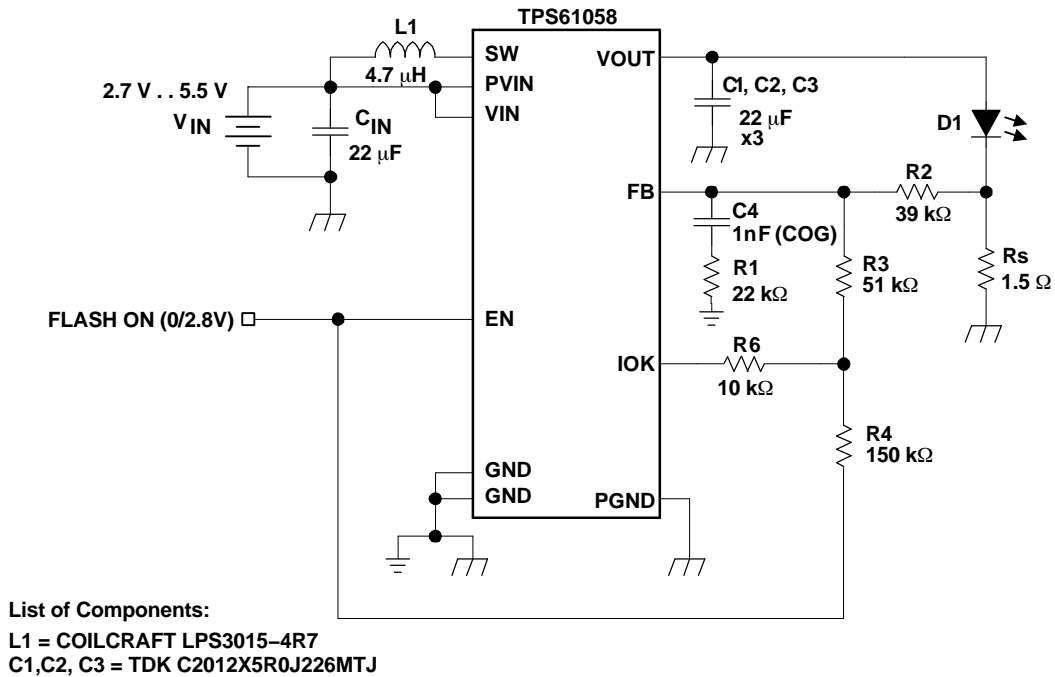 TPS61058
L1
4.7 μH
SW
PVIN
VIN
2.7 V . . 5.5 V
VIN
CIN
22 μF
VOUT
C1, C2, C3
22 μF
x3
D1
FB
R2
39 kΩ
C4
1nF (COG)
R1
22 kΩ
R3
51 kΩ
Rs
1.5 Ω
FLASH ON (0/2.8V)
EN
IOK
R6
10 kΩ
R4
150 kΩ
GND
GND
PGND
List of Components:
L1 = COILCRAFT LPS3015−4R7
C1,C2, C3 = TDK C2012X5R0J226MTJ